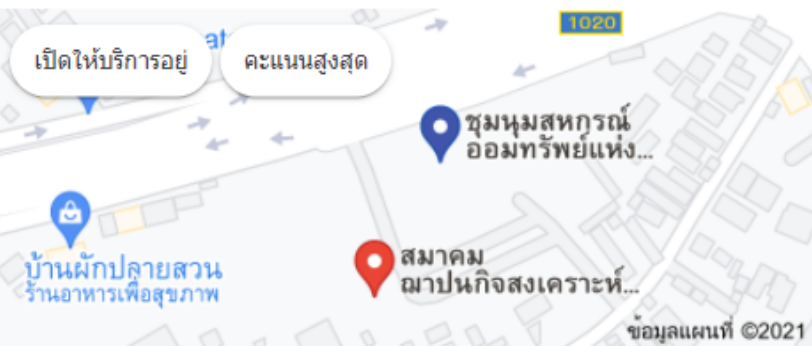 1020
เปิดให้บริการอยู่
คะแนนสูงสุด
ชุมนุมสหกรณ์
ออมทรัพย์แห่ง...
บ้านผักปลายสวน
ร้านอาหารเพื่อสุขภาพ
สมาคม
ฌาปนกิจสงเคราะห์...
ข้อมูลแผนที่ ©2021